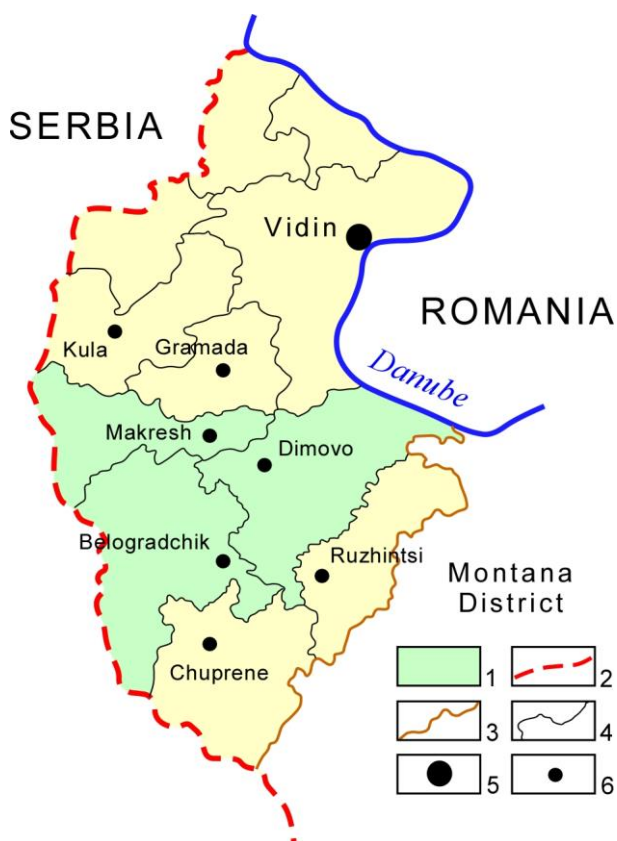 SERBIA
Vidin
ROMANIA
Kula
Gramada
Danube
Makresh
Dimovo
Belogradchik
Ruzhintsi
Montana
District
Chuprene
1
2
3
4
5
6